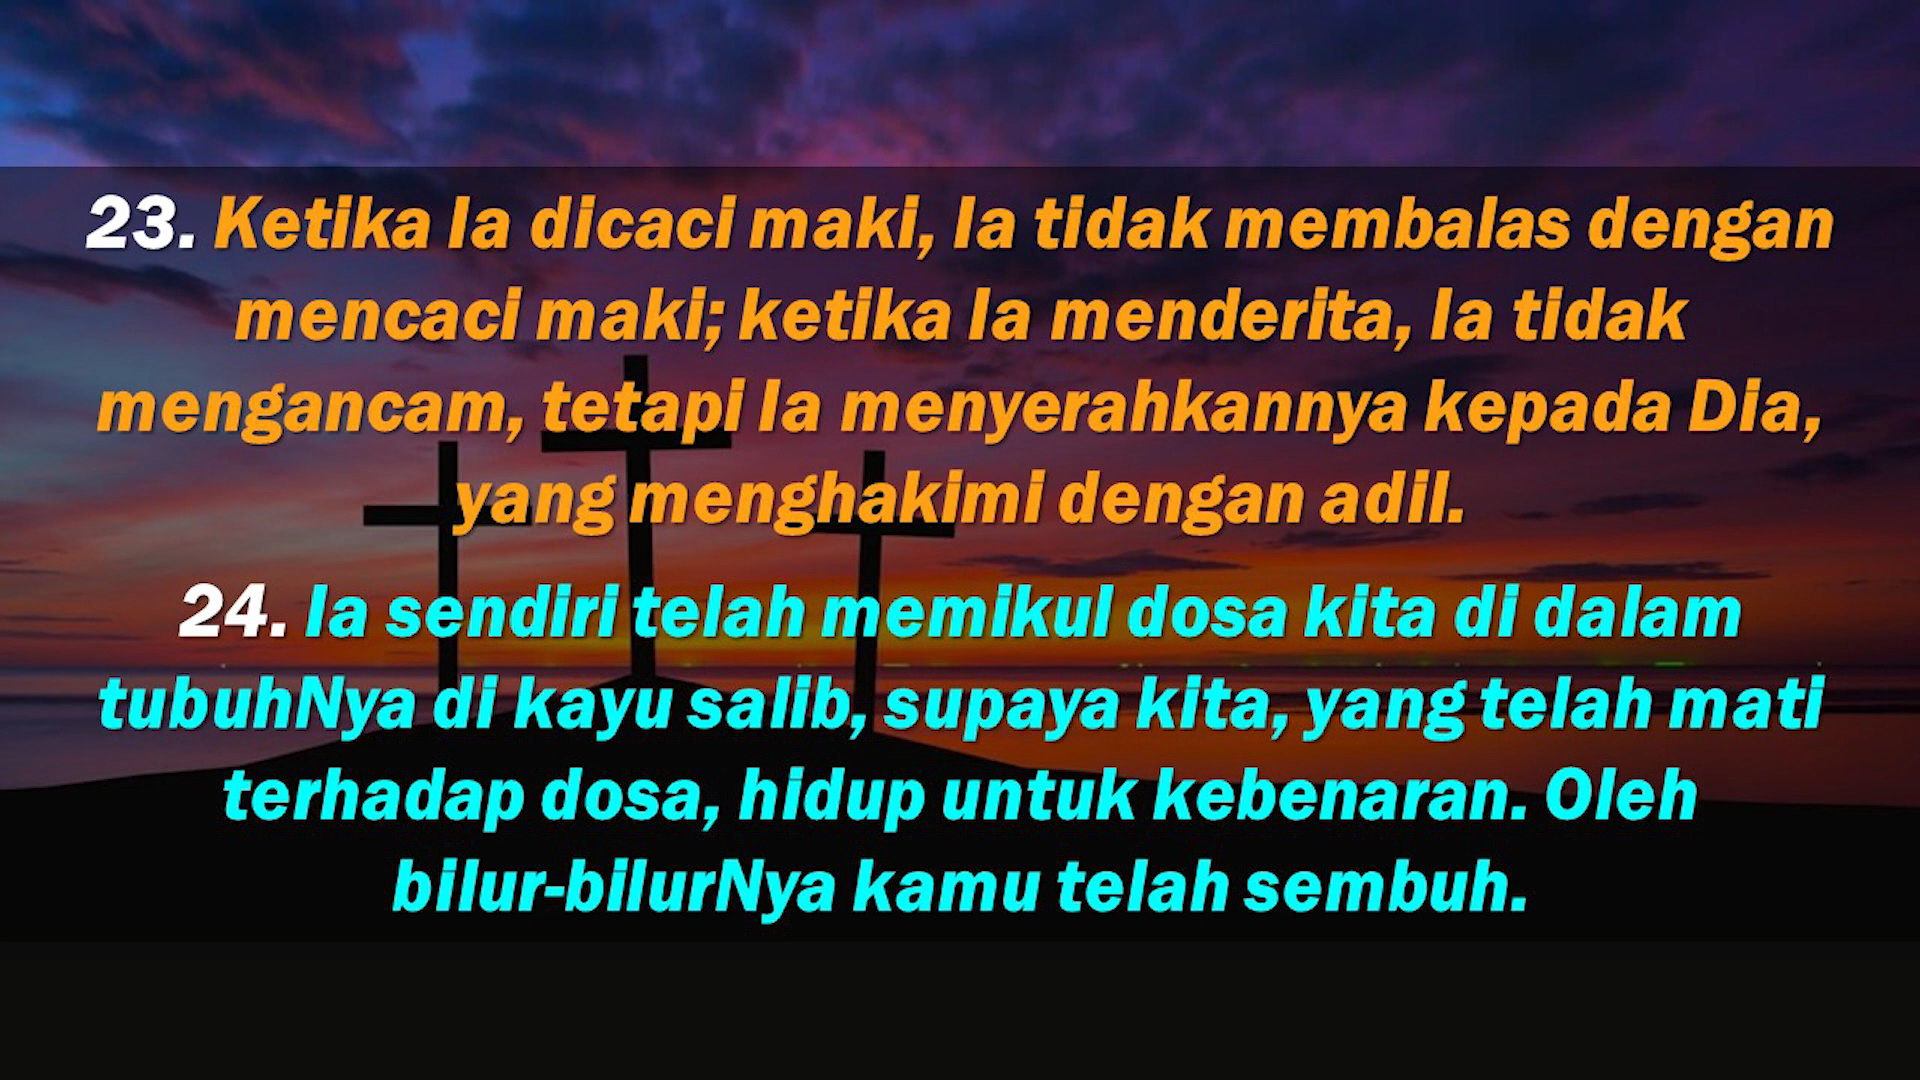 23. Ketika Ia dicaci maki, Ia tidak membalas dengan
mencaci maki; ketika Ia menderita, Ia tidak
mengancam, tetapi Ia menyerahkannya kepada Dia,
yang menghakimi dengan adil.
24. Ia sendiri telah memikul dosa kita di dalam
tubuhNya di kayu salib, supaya kita, yang telah mati
terhadap dosa, hidup untuk kebenaran. Oleh
bilur-bilurNya kamu telah sembuh.